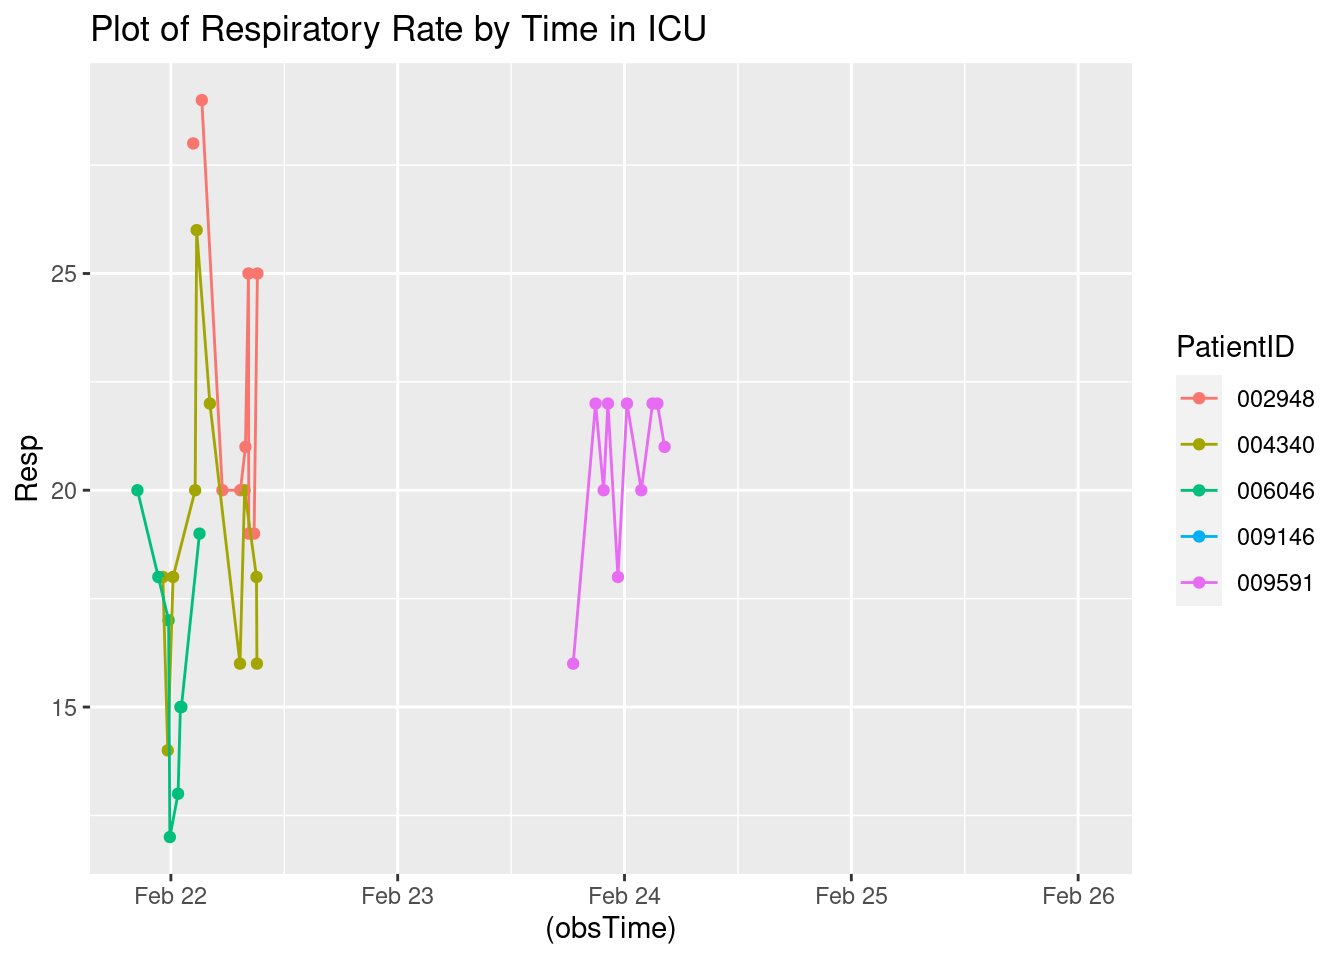 Plot of Respiratory Rate by Time in ICU
Resp
25
20
15
Feb 22
Feb 23
Feb 24
Feb 25
Feb 26
(obsTime)
PatientID
002948
004340
006046
009146
009591